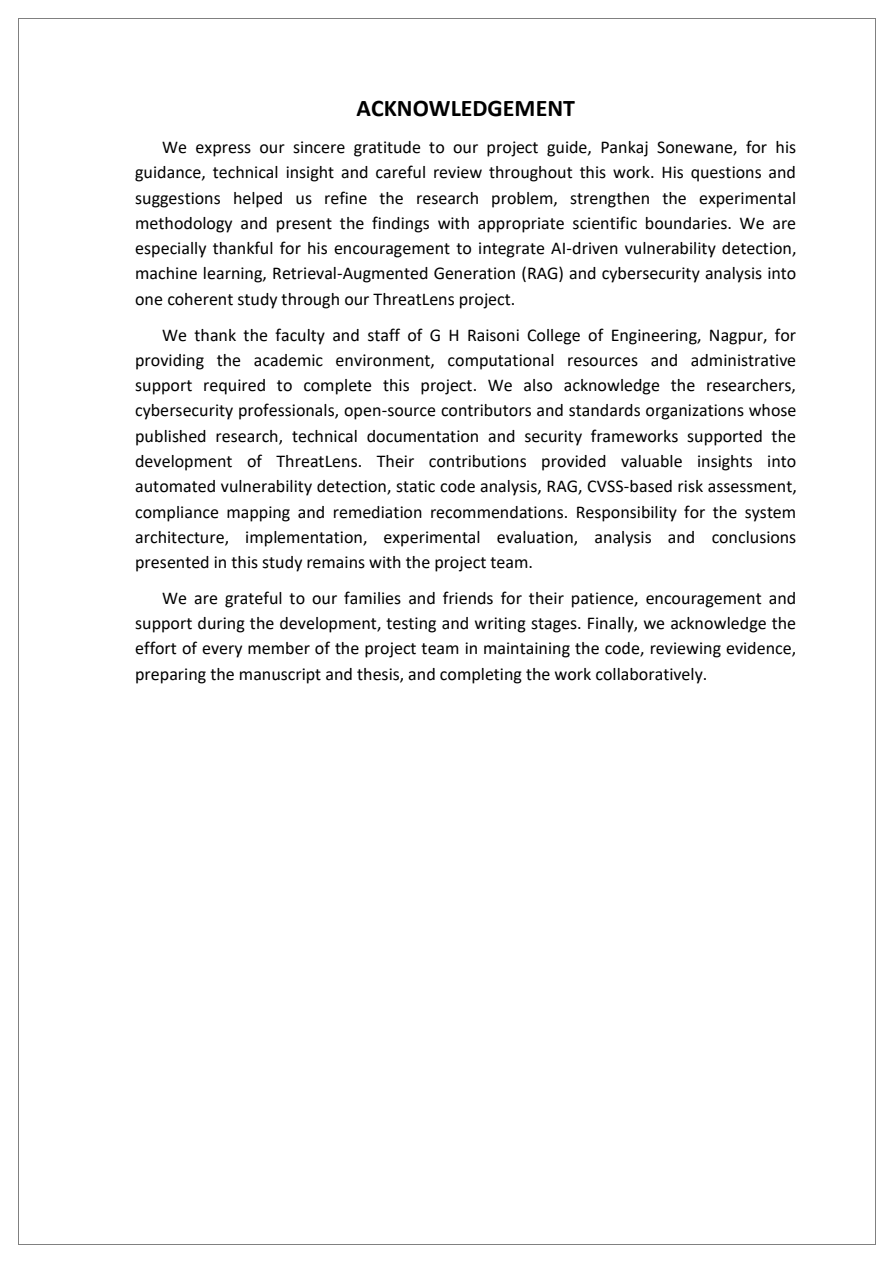 ACKNOWLEDGEMENT
We express our sincere gratitude to our project guide, Pankaj Sonewane, for his
guidance, technical insight and careful review throughout this work. His questions and
suggestions helped us refine the research problem, strengthen the experimental
methodology and present the findings with appropriate scientific boundaries. We are
especially thankful for his encouragement to integrate AI-driven vulnerability detection,
machine learning, Retrieval-Augmented Generation (RAG) and cybersecurity analysis into
one coherent study through our ThreatLens project.
We thank the faculty and staff of G H Raisoni College of Engineering, Nagpur, for
providing the academic environment, computational resources and administrative
support required to complete this project. We also acknowledge the researchers,
cybersecurity professionals, open-source contributors and standards organizations whose
published research, technical documentation and security frameworks supported the
development of ThreatLens. Their contributions provided valuable insights into
automated vulnerability detection, static code analysis, RAG, CVSS-based risk assessment,
compliance mapping and remediation recommendations. Responsibility for the system
architecture, implementation, experimental evaluation, analysis and conclusions
presented in this study remains with the project team.
We are grateful to our families and friends for their patience, encouragement and
support during the development, testing and writing stages. Finally, we acknowledge the
effort of every member of the project team in maintaining the code, reviewing evidence,
preparing the manuscript and thesis, and completing the work collaboratively.